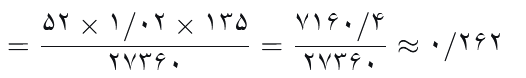 = (۵۲ × ۱/۰۲ × ۱۳۵) / ۲۷۳۶۰ = ۷۱۶۰/۴ / ۲۷۳۶۰ ≈ ۰/۲۶۲